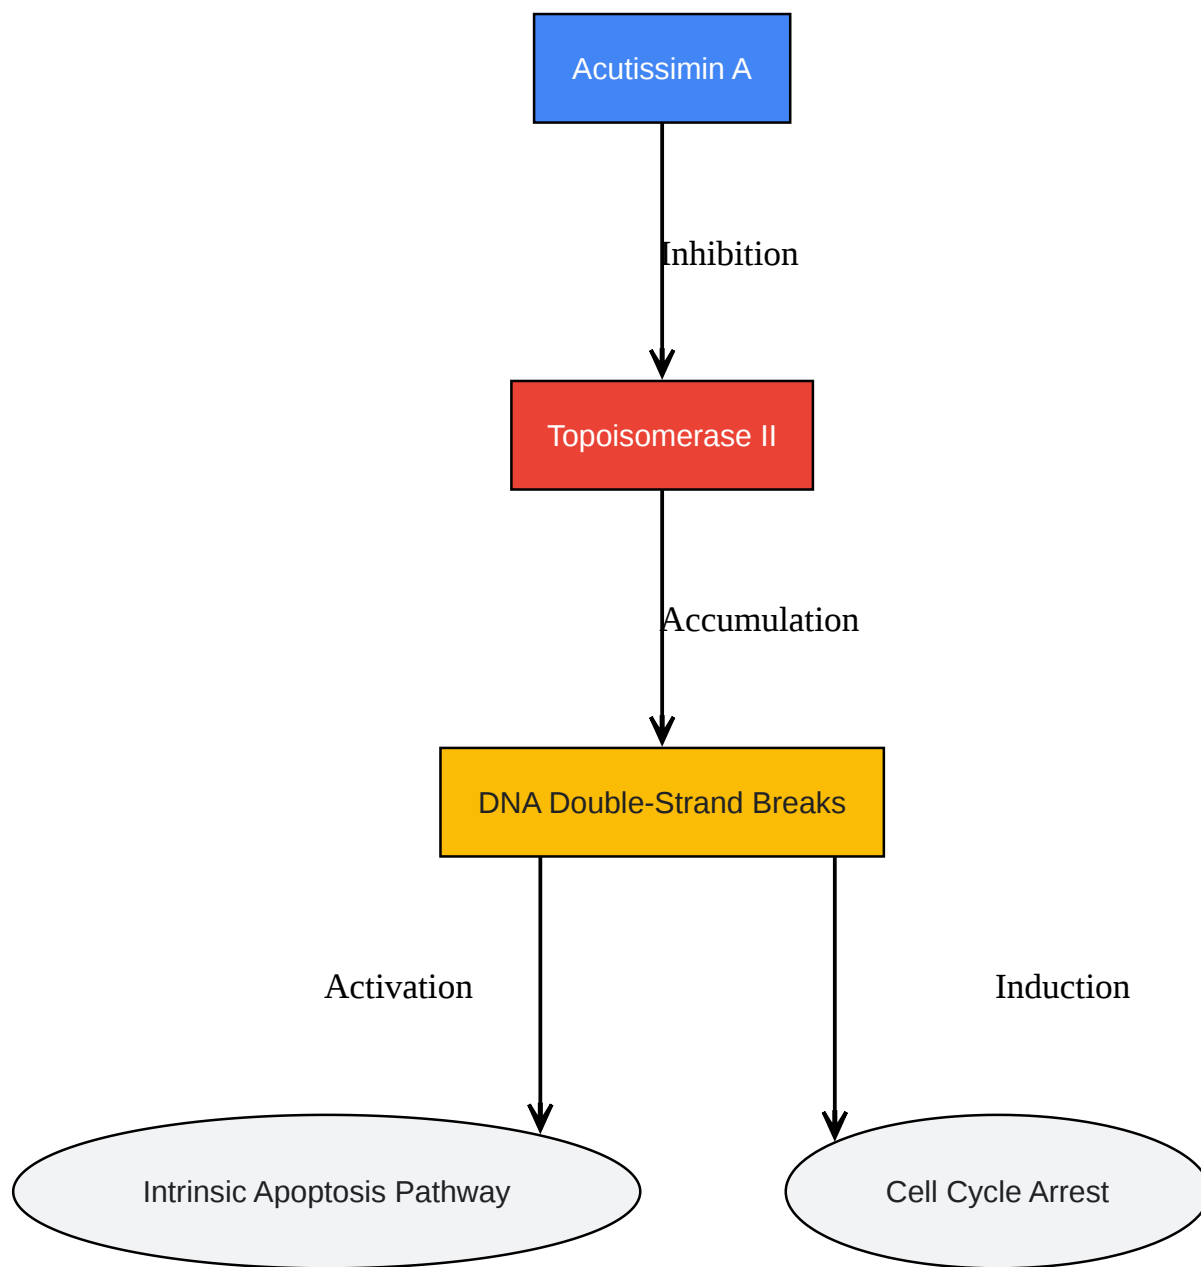 Acutissimin A
Inhibition
Topoisomerase II
Accumulation
DNA Double-Strand Breaks
Activation
Induction
Intrinsic Apoptosis Pathway
Cell Cycle Arrest